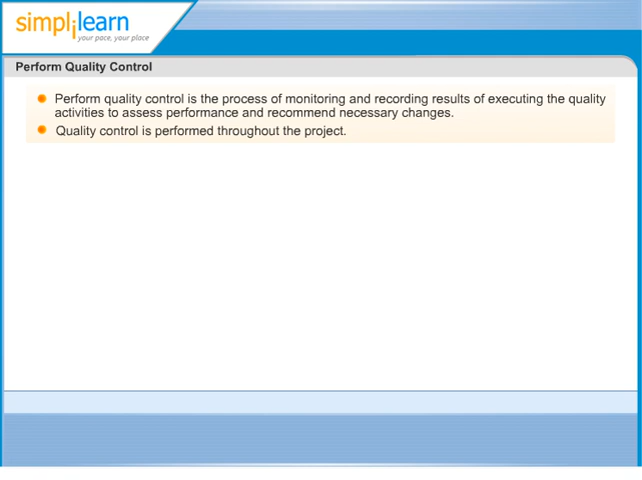 simplilearn
your pace, your place
Perform Quality Control
Perform quality control is the process of monitoring and recording results of executing the quality
activities to assess performance and recommend necessary changes.
Quality control is performed throughout the project.